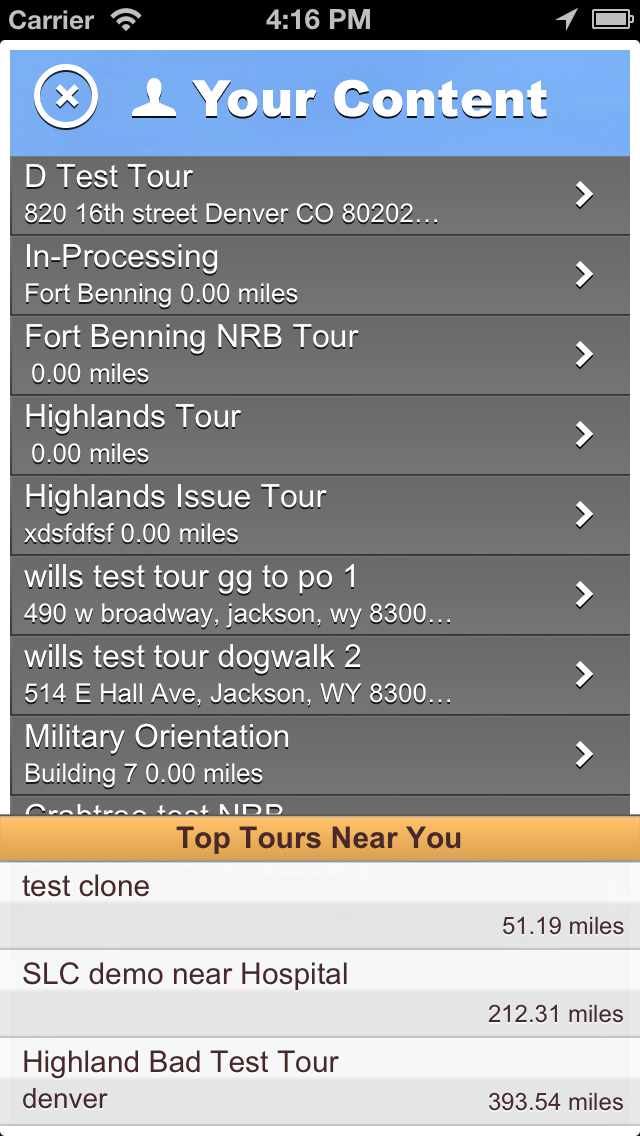 Carrier 4:16 PM
Your Content
D Test Tour
820 16th street Denver CO 80202...
In-Processing
Fort Benning 0.00 miles
Fort Benning NRB Tour
0.00 miles
Highlands Tour
0.00 miles
Highlands Issue Tour
xdsfdfsf 0.00 miles
wills test tour gg to po 1
490 w broadway, jackson, wy 8300...
wills test tour dogwalk 2
514 E Hall Ave, Jackson, WY 8300...
Military Orientation
Building 7 0.00 miles
Crabtree test NRB
Top Tours Near You
test clone
51.19 miles
SLC demo near Hospital
212.31 miles
Highland Bad Test Tour
denver 393.54 miles